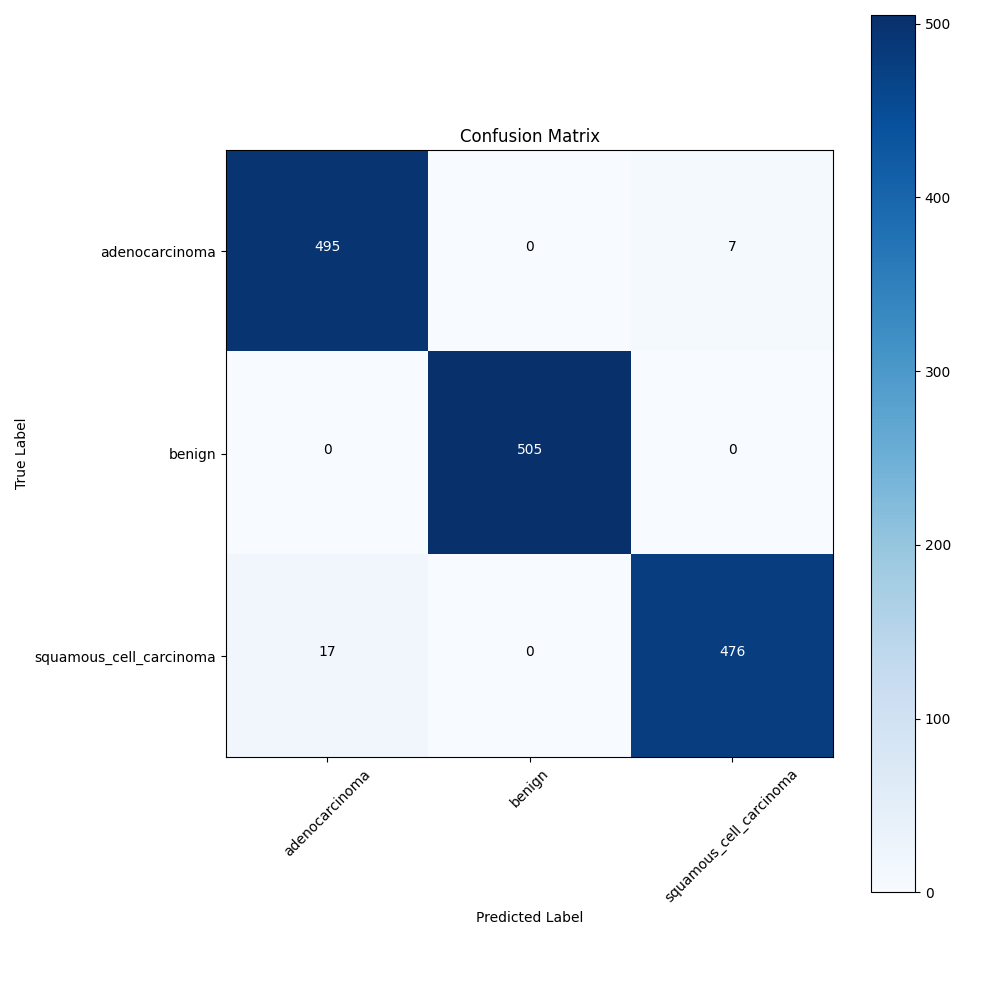 Confusion Matrix
True Label
adenocarcinoma
495 0 7
benign
0 505 0
squamous_cell_carcinoma
17 0 476
adenocarcinoma
benign
squamous_cell_carcinoma
Predicted Label
500
400
300
200
100
0